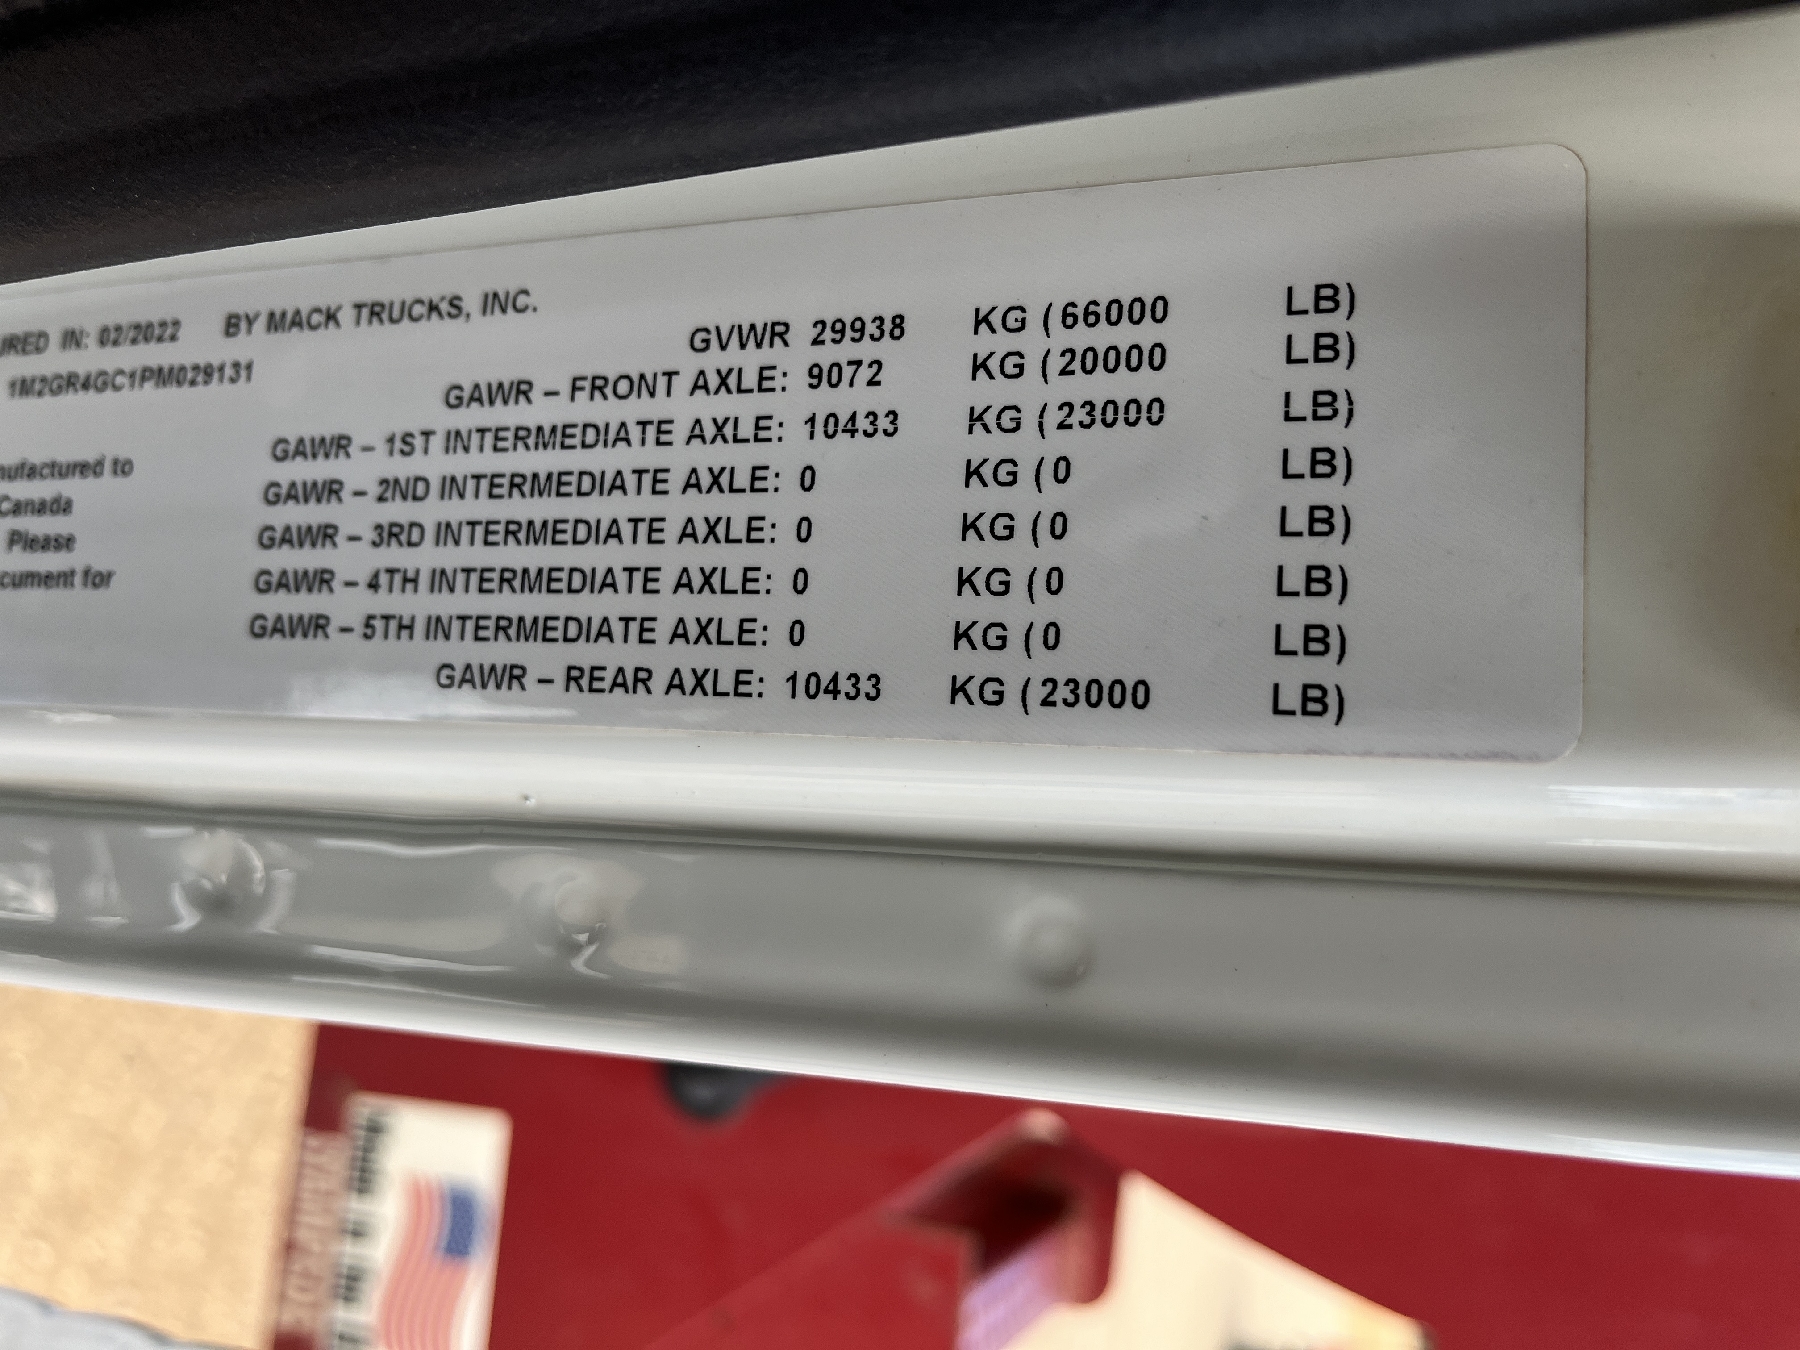 URED IN: 02/2022 BY MACK TRUCKS, INC.
1M2GR4GC1PM029131
GVWR 29938 KG (66000 LB)
GAWR – FRONT AXLE: 9072 KG (20000 LB)
GAWR – 1ST INTERMEDIATE AXLE: 10433 KG (23000 LB)
GAWR – 2ND INTERMEDIATE AXLE: 0 KG (0 LB)
GAWR – 3RD INTERMEDIATE AXLE: 0 KG (0 LB)
GAWR – 4TH INTERMEDIATE AXLE: 0 KG (0 LB)
GAWR – 5TH INTERMEDIATE AXLE: 0 KG (0 LB)
GAWR – REAR AXLE: 10433 KG (23000 LB)
nufactured to
Canada
Please
cument for